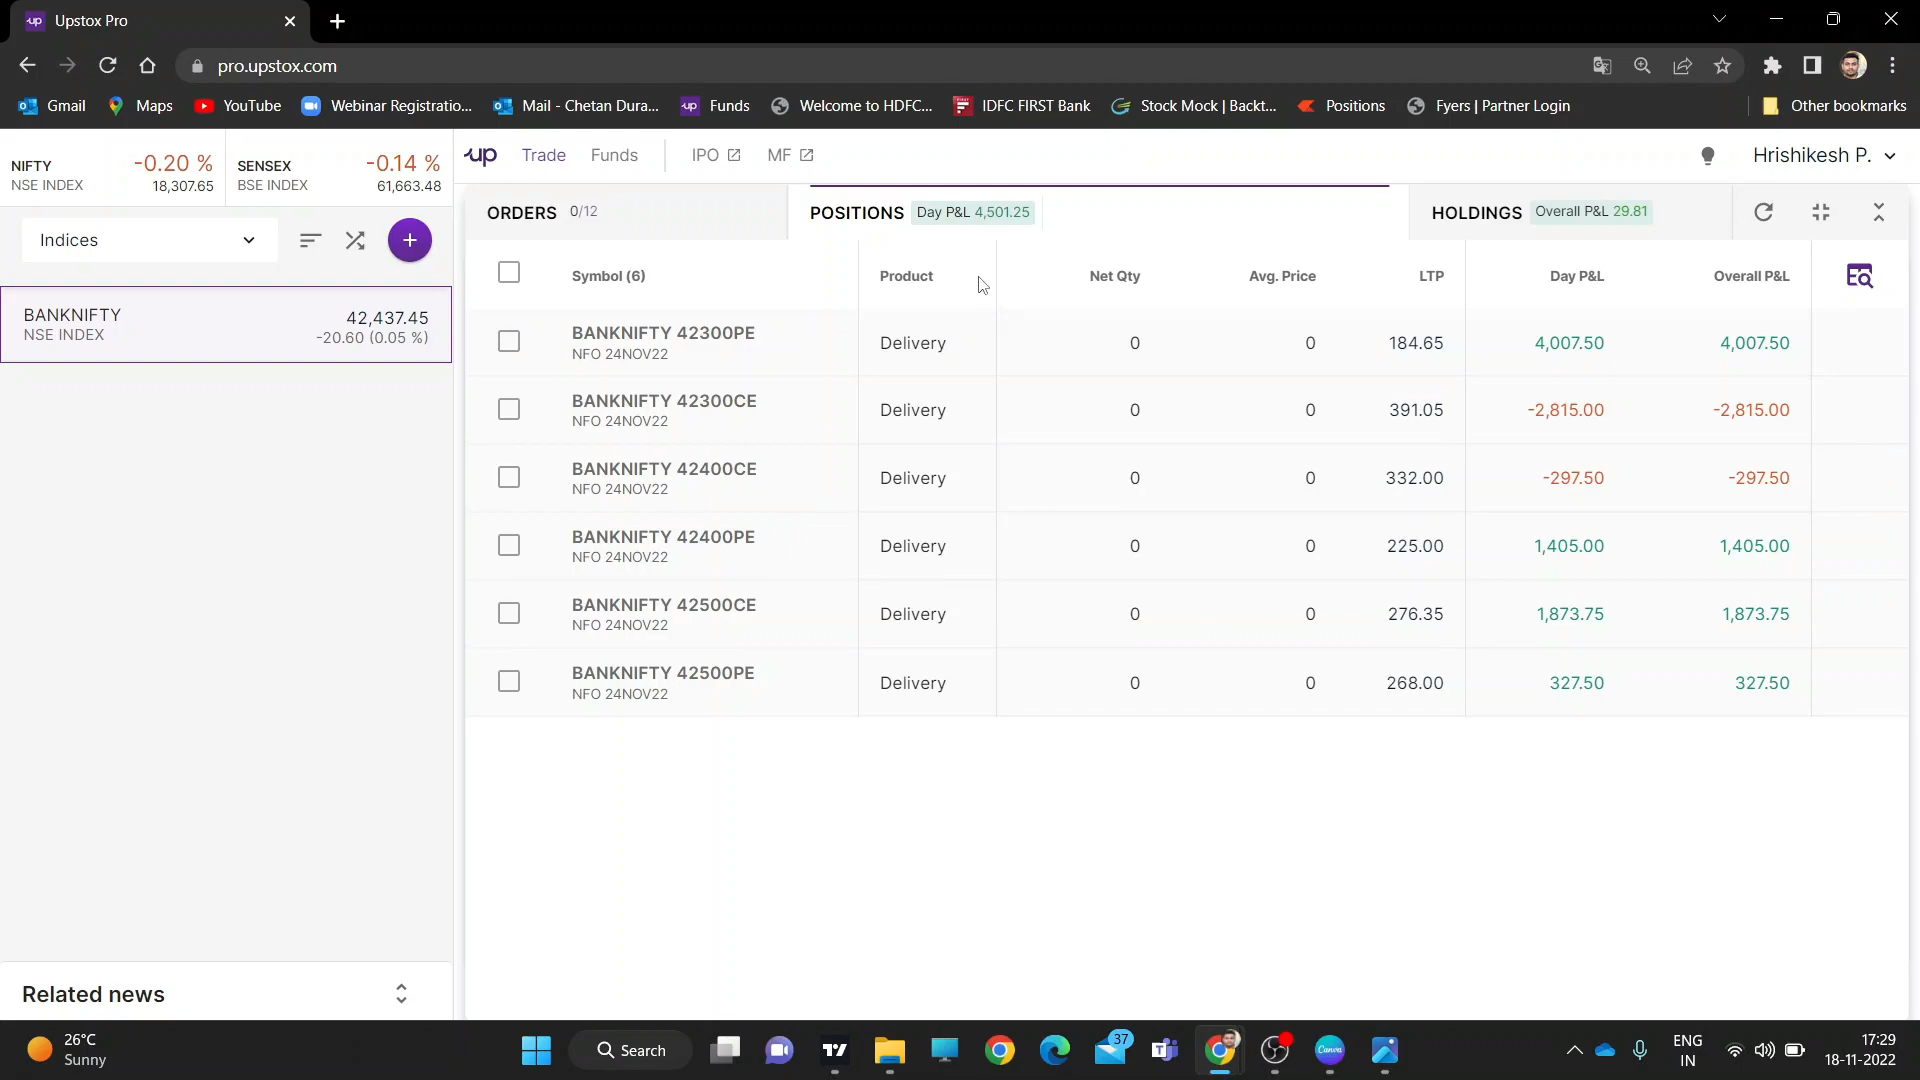 Upstox Pro
pro.upstox.com
Gmail Maps YouTube Webinar Registratio... Mail - Chetan Dura... Funds Welcome to HDFC... IDFC FIRST Bank Stock Mock | Backt... Positions Fyers | Partner Login Other bookmarks
NIFTY -0.20 % SENSEX -0.14 %
NSE INDEX 18,307.65 BSE INDEX 61,663.48
up Trade Funds IPO MF Hrishikesh P.
Indices
BANKNIFTY 42,437.45
NSE INDEX -20.60 (0.05 %)
ORDERS 0/12 POSITIONS Day P&L 4,501.25 HOLDINGS Overall P&L 29.81
Symbol (6) Product Net Qty Avg. Price LTP Day P&L Overall P&L
BANKNIFTY 42300PE Delivery 0 0 184.65 4,007.50 4,007.50
NFO 24NOV22
BANKNIFTY 42300CE Delivery 0 0 391.05 -2,815.00 -2,815.00
NFO 24NOV22
BANKNIFTY 42400CE Delivery 0 0 332.00 -297.50 -297.50
NFO 24NOV22
BANKNIFTY 42400PE Delivery 0 0 225.00 1,405.00 1,405.00
NFO 24NOV22
BANKNIFTY 42500CE Delivery 0 0 276.35 1,873.75 1,873.75
NFO 24NOV22
BANKNIFTY 42500PE Delivery 0 0 268.00 327.50 327.50
NFO 24NOV22
Related news
26°C
Sunny
Search
37
Canva
ENG
IN
17:29
18-11-2022